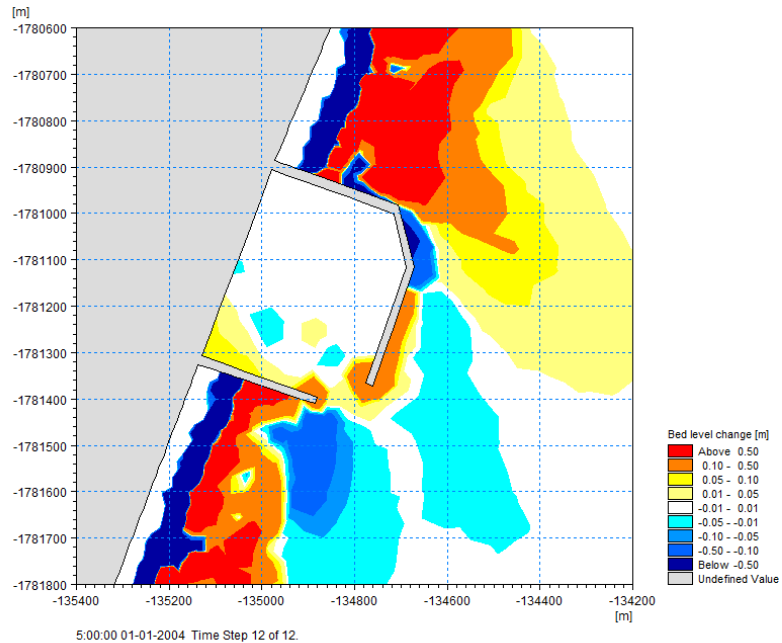 [m]
-1780600
-1780700
-1780800
-1780900
-1781000
-1781100
-1781200
-1781300
-1781400
-1781500
-1781600
-1781700
-1781800
-135400
-135200
-135000
-134800
-134600
-134400
-134200
[m]
Bed level change [m]
Above 0.50
0.10 - 0.50
0.05 - 0.10
0.01 - 0.05
-0.01 - 0.01
-0.05 - -0.01
-0.10 - -0.05
-0.50 - -0.10
Below -0.50
Undefined Value
5:00:00 01-01-2004 Time Step 12 of 12.